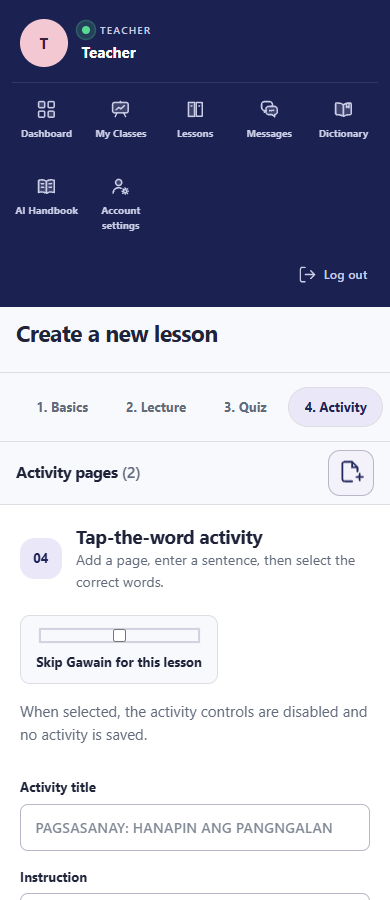 T
TEACHER
Teacher
Dashboard
My Classes
Lessons
Messages
Dictionary
AI Handbook
Account
settings
Log out
Create a new lesson
1. Basics
2. Lecture
3. Quiz
4. Activity
Activity pages (2)
04
Tap-the-word activity
Add a page, enter a sentence, then select the
correct words.
Skip Gawain for this lesson
When selected, the activity controls are disabled and
no activity is saved.
Activity title
PAGSASANAY: HANAPIN ANG PANGNGALAN
Instruction